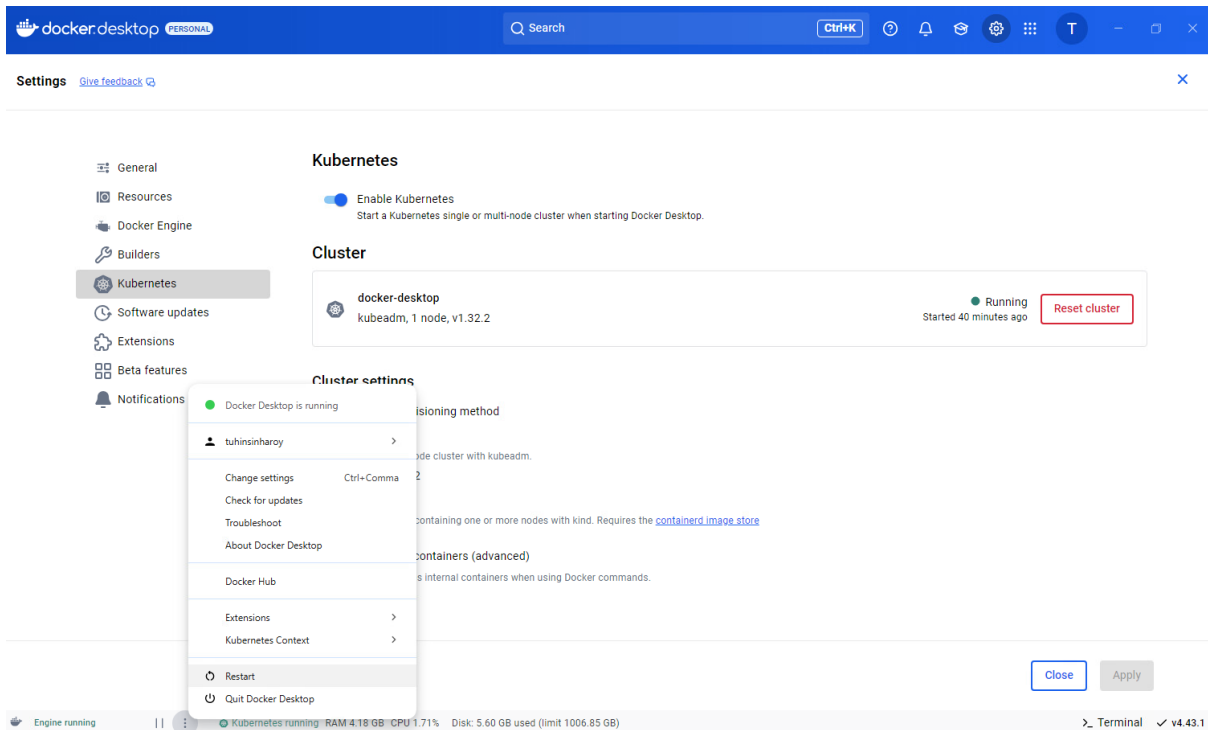 docker.desktop PERSONAL
Search
Ctrl+K
T
Settings Give feedback
General
Resources
Docker Engine
Builders
Kubernetes
Software updates
Extensions
Beta features
Notifications
Kubernetes
Enable Kubernetes
Start a Kubernetes single or multi-node cluster when starting Docker Desktop.
Cluster
docker-desktop
kubeadm, 1 node, v1.32.2
Running
Started 40 minutes ago
Reset cluster
Cluster settings
isioning method
ode cluster with kubeadm.
2
containing one or more nodes with kind. Requires the containerd image store
containers (advanced)
s internal containers when using Docker commands.
Docker Desktop is running
tuhinsinharoy
Change settings Ctrl+Comma
Check for updates
Troubleshoot
About Docker Desktop
Docker Hub
Extensions
Kubernetes Context
Restart
Quit Docker Desktop
Close
Apply
Engine running
Kubernetes running RAM 4.18 GB CPU 1.71% Disk: 5.60 GB used (limit 1006.85 GB)
>_ Terminal
v4.43.1